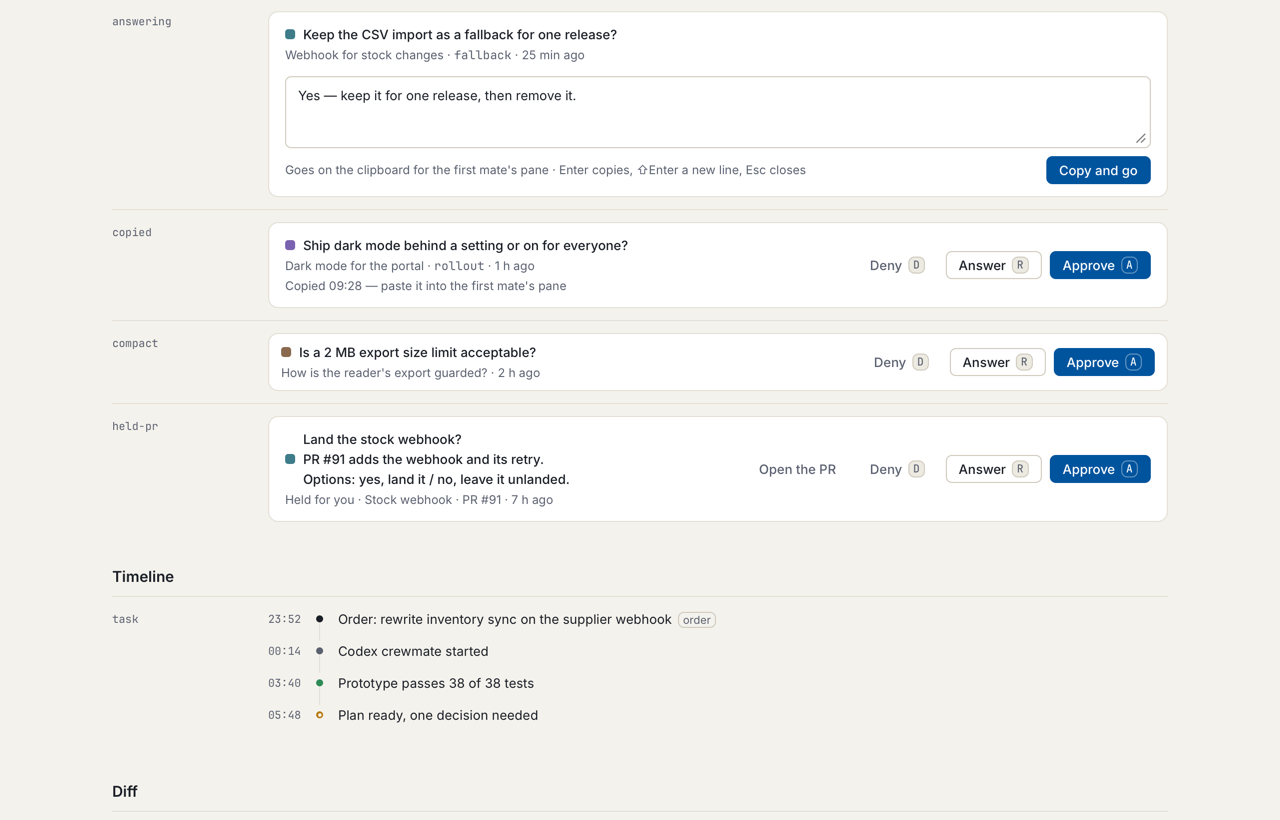 answering
Keep the CSV import as a fallback for one release?
Webhook for stock changes · fallback · 25 min ago
Yes — keep it for one release, then remove it.
Goes on the clipboard for the first mate's pane · Enter copies, ⇧Enter a new line, Esc closes
Copy and go
copied
Ship dark mode behind a setting or on for everyone?
Dark mode for the portal · rollout · 1 h ago
Copied 09:28 — paste it into the first mate's pane
Deny D
Answer R
Approve A
compact
Is a 2 MB export size limit acceptable?
How is the reader's export guarded? · 2 h ago
Deny D
Answer R
Approve A
held-pr
Land the stock webhook?
PR #91 adds the webhook and its retry.
Options: yes, land it / no, leave it unlanded.
Held for you · Stock webhook · PR #91 · 7 h ago
Open the PR
Deny D
Answer R
Approve A
Timeline
task
23:52 Order: rewrite inventory sync on the supplier webhook order
00:14 Codex crewmate started
03:40 Prototype passes 38 of 38 tests
05:48 Plan ready, one decision needed
Diff